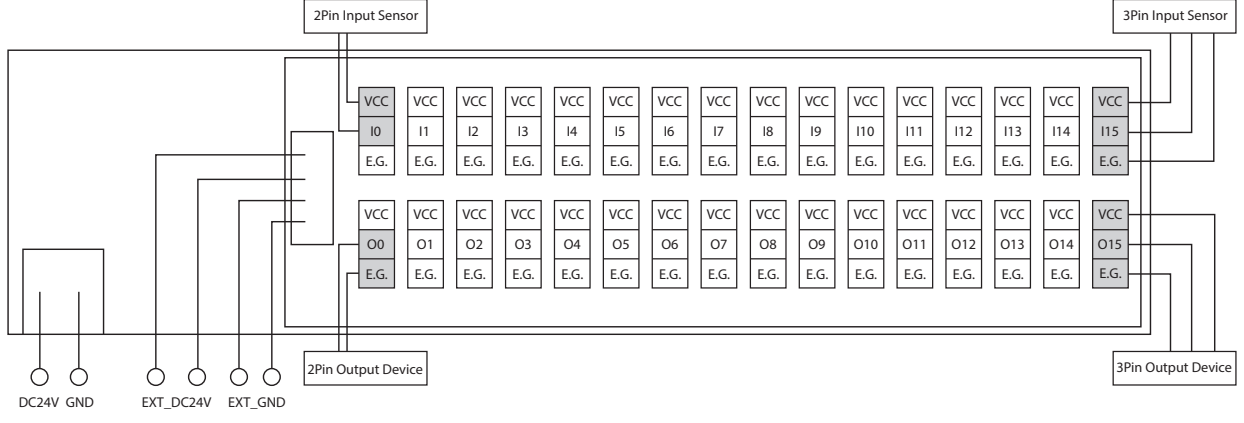 2Pin Input Sensor 3Pin Input Sensor
VCC VCC VCC VCC VCC VCC VCC VCC VCC VCC VCC VCC VCC VCC VCC VCC
I0 I1 I2 I3 I4 I5 I6 I7 I8 I9 I10 I11 I12 I13 I14 I15
E.G. E.G. E.G. E.G. E.G. E.G. E.G. E.G. E.G. E.G. E.G. E.G. E.G. E.G. E.G. E.G.
VCC VCC VCC VCC VCC VCC VCC VCC VCC VCC VCC VCC VCC VCC VCC VCC
O0 O1 O2 O3 O4 O5 O6 O7 O8 O9 O10 O11 O12 O13 O14 O15
E.G. E.G. E.G. E.G. E.G. E.G. E.G. E.G. E.G. E.G. E.G. E.G. E.G. E.G. E.G. E.G.
2Pin Output Device 3Pin Output Device
DC24V GND EXT_DC24V EXT_GND